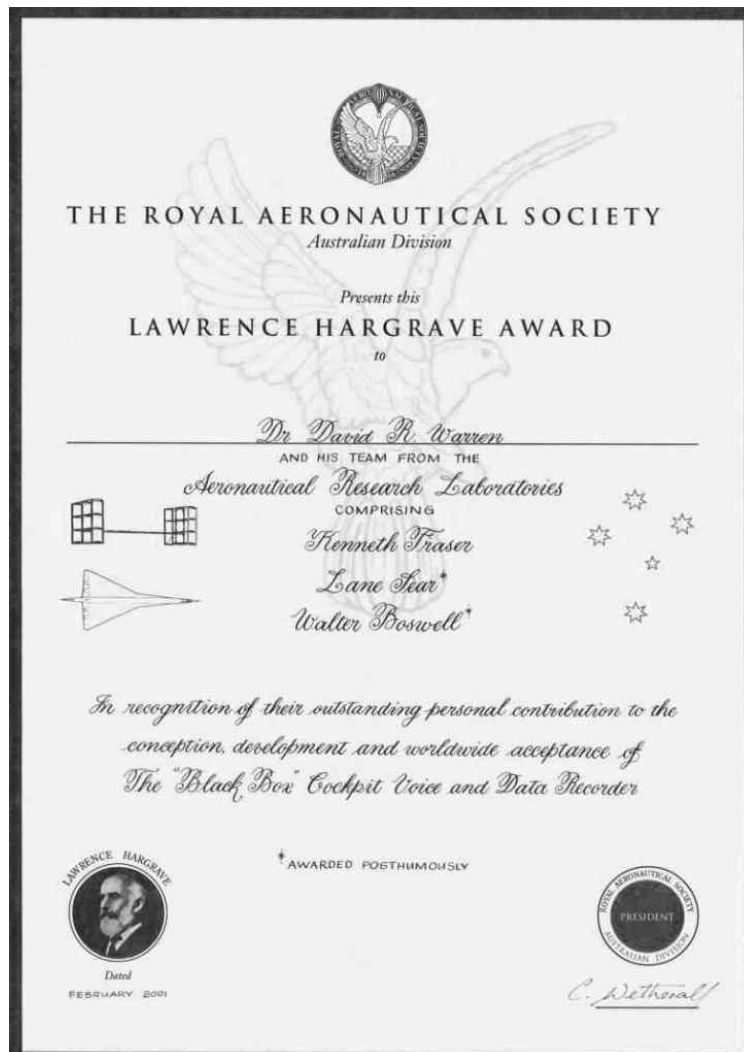 THE ROYAL AERONAUTICAL SOCIETY
Australian Division
Presents this
LAWRENCE HARGRAVE AWARD
to
Dr David R. Warren
AND HIS TEAM FROM THE
Aeronautical Research Laboratories
COMPRISING
Kenneth Fraser
Lane Sear*
Walter Boswell*
In recognition of their outstanding personal contribution to the
conception, development and worldwide acceptance of
The "Black Box" Cockpit Voice and Data Recorder
*AWARDED POSTHUMOUSLY
LAWRENCE HARGRAVE
Dated
FEBRUARY 2001
ROYAL AERONAUTICAL SOCIETY
PRESIDENT
AUSTRALIAN DIVISION
C. Wetherall